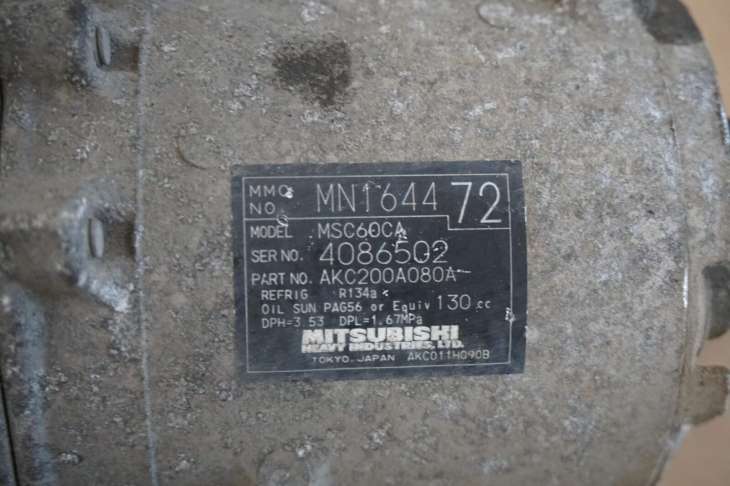 MMC NO. MN164472
MODEL MSC60CA
SER NO. 4086502
PART NO. AKC200A080A
REFRIG R134a
OIL SUN PAG56 or Equiv 130 cc
DPH=3.53 DPL=1.67MPa
MITSUBISHI
HEAVY INDUSTRIES, LTD.
TOKYO, JAPAN AKC011H090B